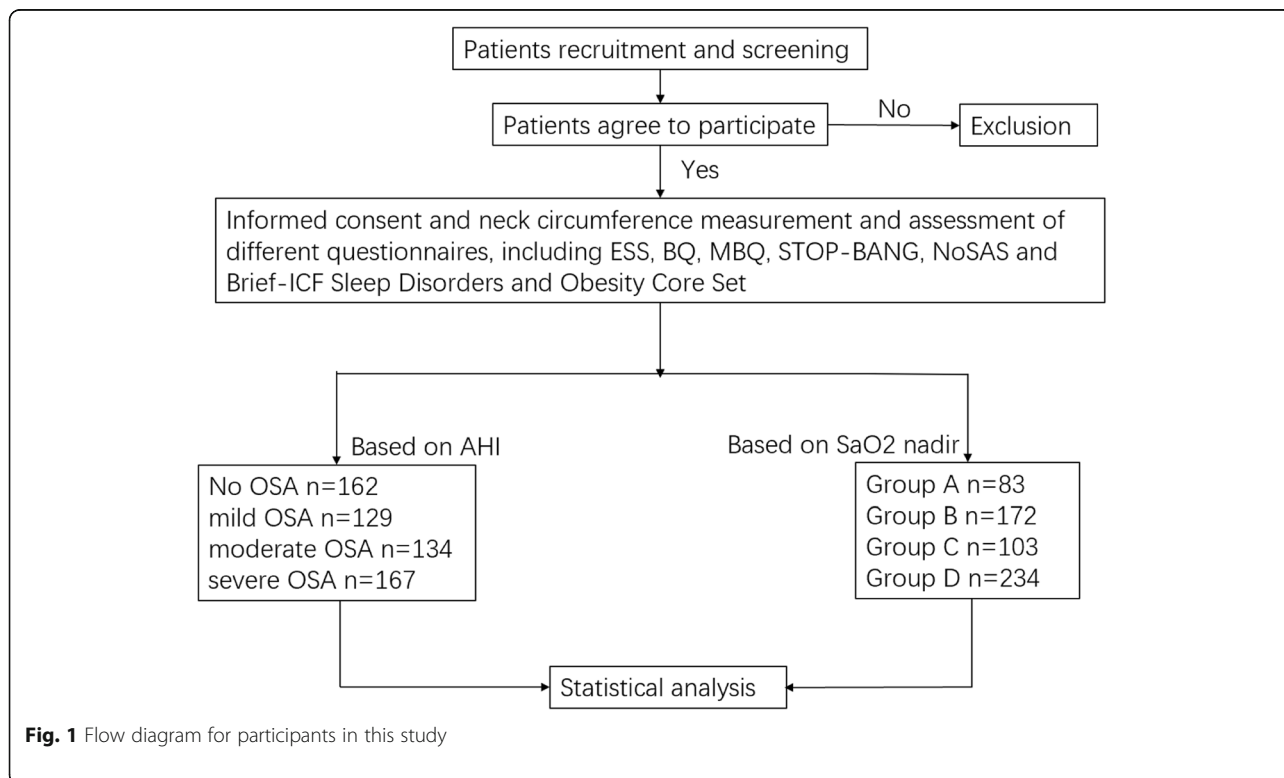 Patients recruitment and screening
Patients agree to participate
No
Exclusion
Yes
Informed consent and neck circumference measurement and assessment of
different questionnaires, including ESS, BQ, MBQ, STOP-BANG, NoSAS and
Brief-ICF Sleep Disorders and Obesity Core Set
Based on AHI
No OSA n=162
mild OSA n=129
moderate OSA n=134
severe OSA n=167
Based on SaO2 nadir
Group A n=83
Group B n=172
Group C n=103
Group D n=234
Statistical analysis
Fig. 1 Flow diagram for participants in this study